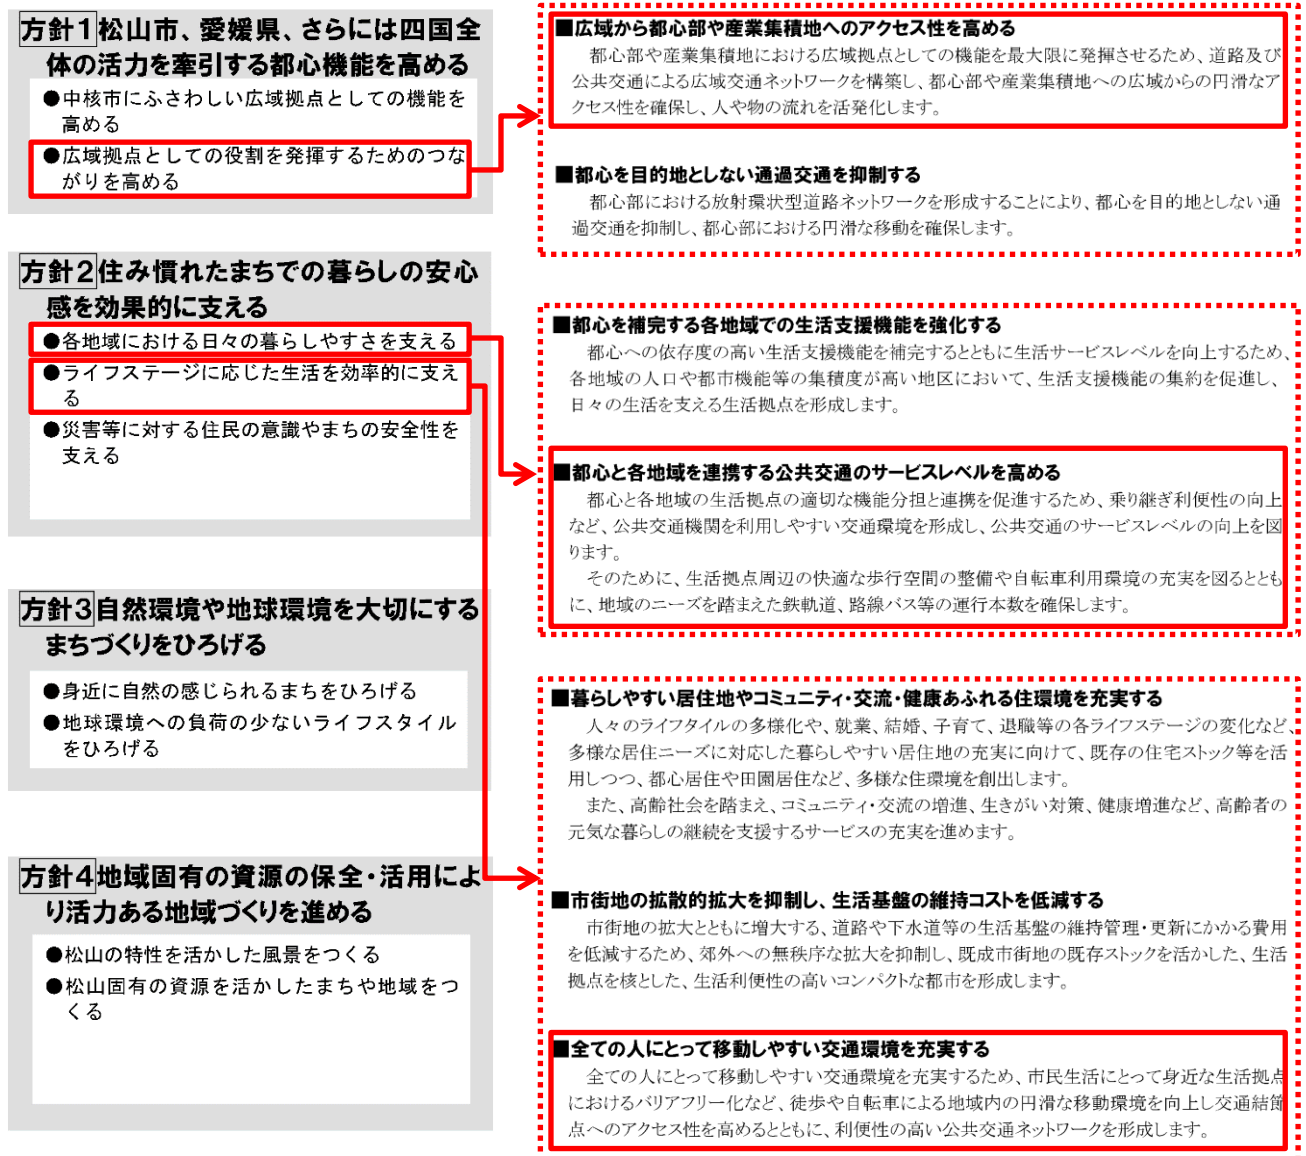 方針1松山市、愛媛県、さらには四国全
体の活力を牽引する都心機能を高める
●中核市にふさわしい広域拠点としての機能を
高める
●広域拠点としての役割を発揮するためのつな
がりを高める
方針2住み慣れたまちでの暮らしの安心
感を効果的に支える
●各地域における日々の暮らしやすさを支える
●ライフステージに応じた生活を効率的に支え
る
●災害等に対する住民の意識やまちの安全性を
支える
方針3自然環境や地球環境を大切にする
まちづくりをひろげる
●身近に自然の感じられるまちをひろげる
●地球環境への負荷の少ないライフスタイル
をひろげる
方針4地域固有の資源の保全・活用によ
り活力ある地域づくりを進める
●松山の特性を活かした風景をつくる
●松山固有の資源を活かしたまちや地域をつ
くる
■広域から都心部や産業集積地へのアクセス性を高める
都心部や産業集積地における広域拠点としての機能を最大限に発揮させるため、道路及び
公共交通による広域交通ネットワークを構築し、都心部や産業集積地への広域からの円滑なア
クセス性を確保し、人や物の流れを活発化します。
■都心を目的地としない通過交通を抑制する
都心部における放射環状型道路ネットワークを形成することにより、都心を目的地としない通
過交通を抑制し、都心部における円滑な移動を確保します。
■都心を補完する各地域での生活支援機能を強化する
都心への依存度の高い生活支援機能を補完するとともに生活サービスレベルを向上するため、
各地域の人口や都市機能等の集積度が高い地区において、生活支援機能の集約を促進し、
日々の生活を支える生活拠点を形成します。
■都心と各地域を連携する公共交通のサービスレベルを高める
都心と各地域の生活拠点の適切な機能分担と連携を促進するため、乗り継ぎ利便性の向上
など、公共交通機関を利用しやすい交通環境を形成し、公共交通のサービスレベルの向上を図
ります。
そのために、生活拠点周辺の快適な歩行空間の整備や自転車利用環境の充実を図るととも
に、地域のニーズを踏まえた鉄軌道、路線バス等の運行本数を確保します。
■暮らしやすい居住地やコミュニティ・交流・健康あふれる住環境を充実する
人々のライフタイルの多様化や、就業、結婚、子育て、退職等の各ライフステージの変化など、
多様な居住ニーズに対応した暮らしやすい居住地の充実に向けて、既存の住宅ストック等を活
用しつつ、都心居住や田園居住など、多様な住環境を創出します。
また、高齢社会を踏まえ、コミュニティ・交流の増進、生きがい対策、健康増進など、高齢者の
元気な暮らしの継続を支援するサービスの充実を進めます。
■市街地の拡散的拡大を抑制し、生活基盤の維持コストを低減する
市街地の拡大とともに増大する、道路や下水道等の生活基盤の維持管理・更新にかかる費用
を低減するため、郊外への無秩序な拡大を抑制し、既成市街地の既存ストックを活かした、生活
拠点を核とした、生活利便性の高いコンパクトな都市を形成します。
■全ての人にとって移動しやすい交通環境を充実する
全ての人にとって移動しやすい交通環境を充実するため、市民生活にとって身近な生活拠点
におけるバリアフリー化など、徒歩や自転車による地域内の円滑な移動環境を向上し交通結節
点へのアクセス性を高めるとともに、利便性の高い公共交通ネットワークを形成します。